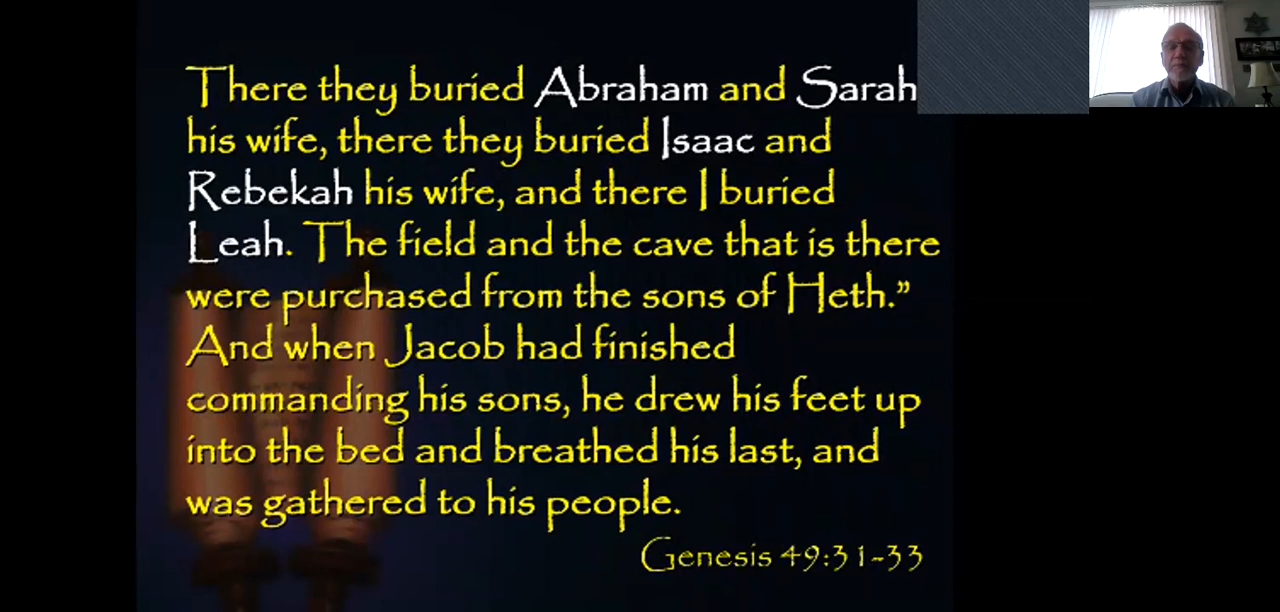 There they buried Abraham and Sarah
his wife, there they buried Isaac and
Rebekah his wife, and there I buried
Leah. The field and the cave that is there
were purchased from the sons of Heth.”
And when Jacob had finished
commanding his sons, he drew his feet up
into the bed and breathed his last, and
was gathered to his people.
Genesis 49:31-33